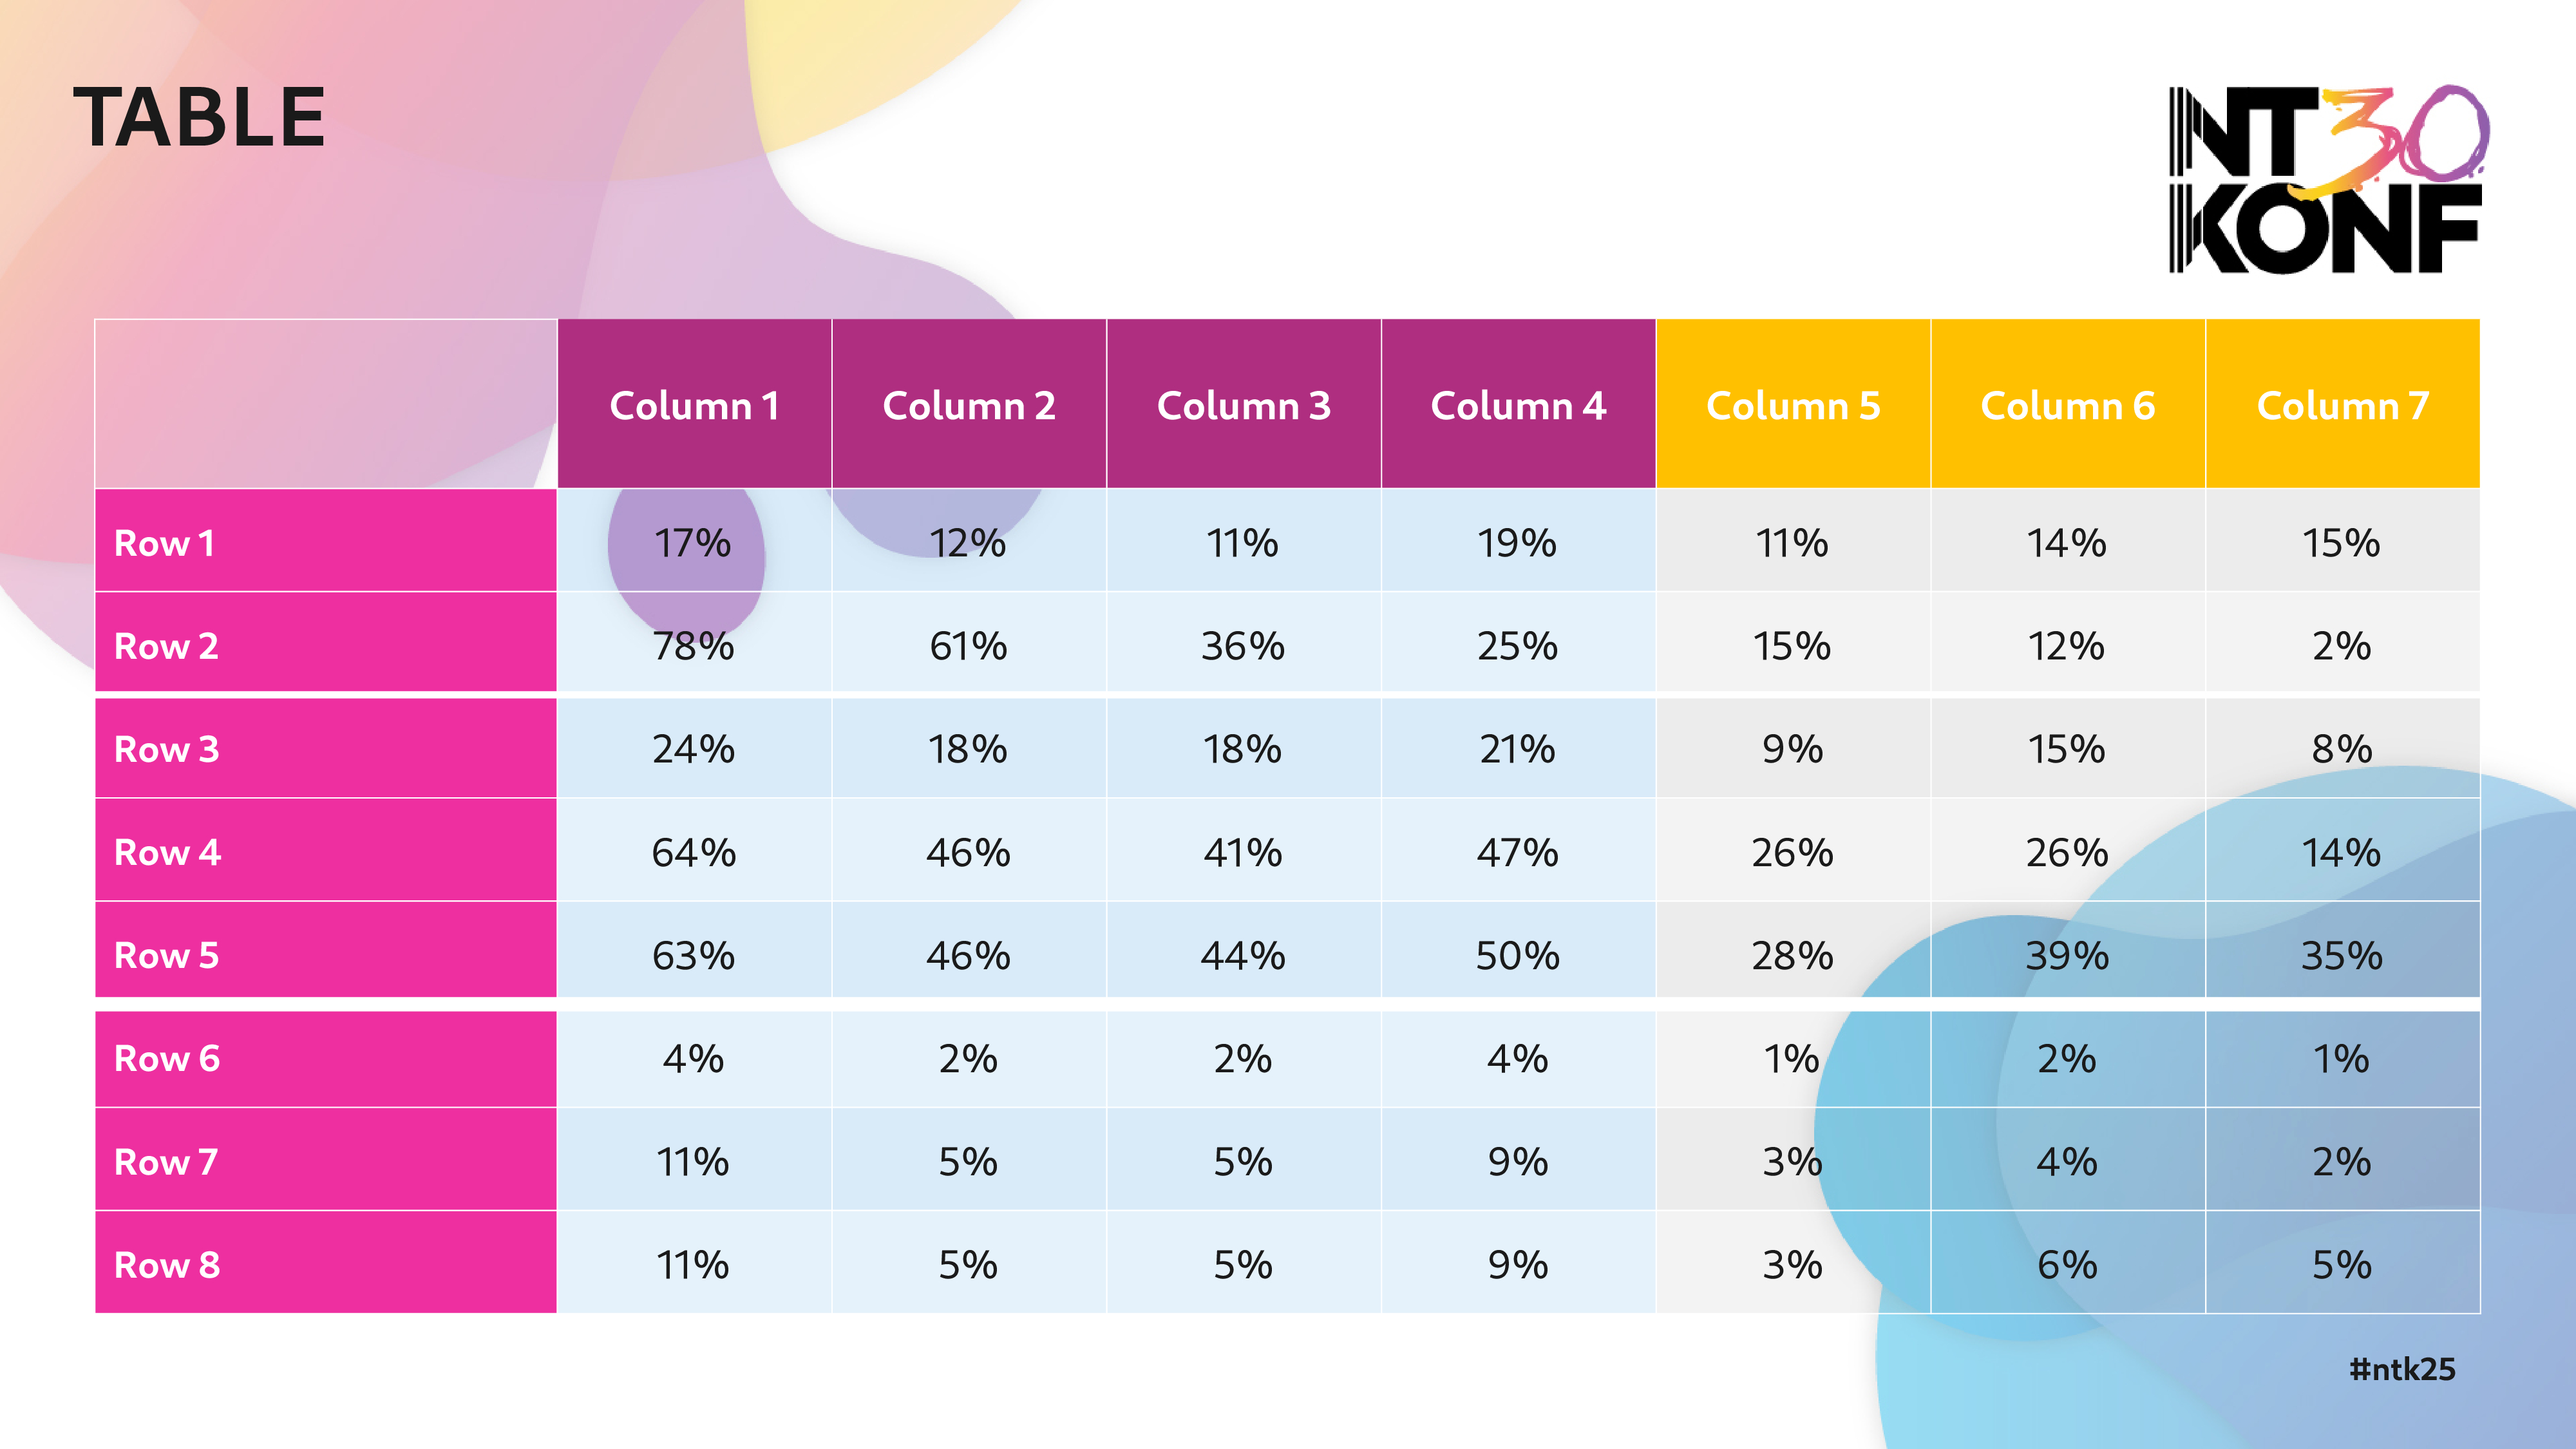 TABLE
NT30
KONF
Column 1 Column 2 Column 3 Column 4 Column 5 Column 6 Column 7
Row 1 17% 12% 11% 19% 11% 14% 15%
Row 2 78% 61% 36% 25% 15% 12% 2%
Row 3 24% 18% 18% 21% 9% 15% 8%
Row 4 64% 46% 41% 47% 26% 26% 14%
Row 5 63% 46% 44% 50% 28% 39% 35%
Row 6 4% 2% 2% 4% 1% 2% 1%
Row 7 11% 5% 5% 9% 3% 4% 2%
Row 8 11% 5% 5% 9% 3% 6% 5%
#ntk25